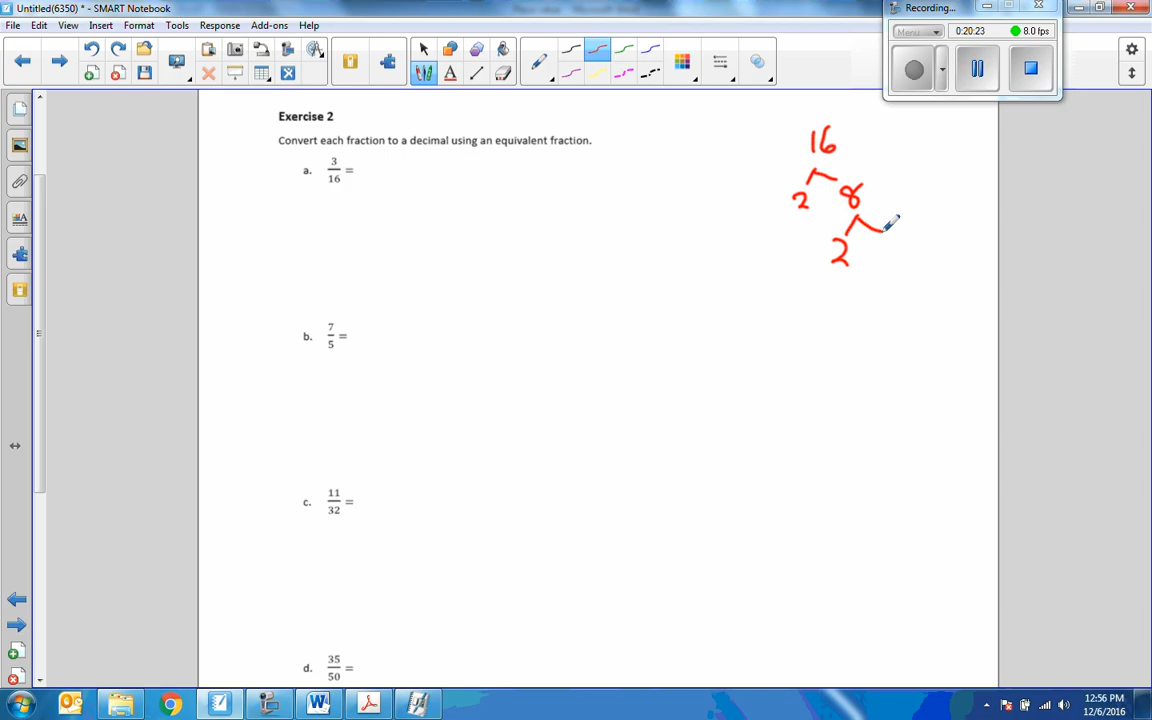 Untitled(6350) * - SMART Notebook
Recording...
File Edit View Insert Format Tools Response Add-ons Help
Menu 0:20:23 8.0 fps
Exercise 2
Convert each fraction to a decimal using an equivalent fraction.
a. 3/16 =
b. 7/5 =
c. 11/32 =
d. 35/50 =
16
2 8
2
12:56 PM
12/6/2016